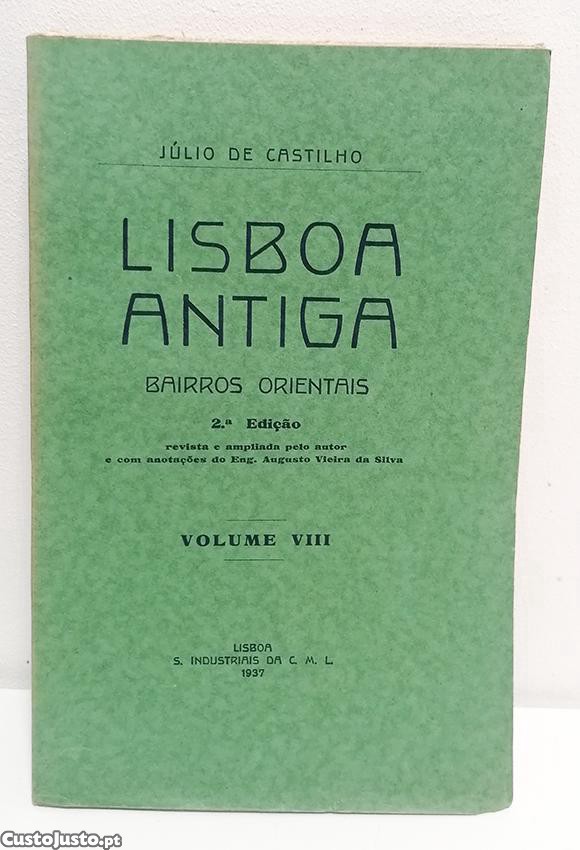 JÚLIO DE CASTILHO
LISBOA
ANTIGA
BAIRROS ORIENTAIS
2.ª Edição
revista e ampliada pelo autor
e com anotações do Eng. Augusto Vieira da Silva
VOLUME VIII
LISBOA
S. INDUSTRIAIS DA C. M. L.
1937
CustoJusto.pt